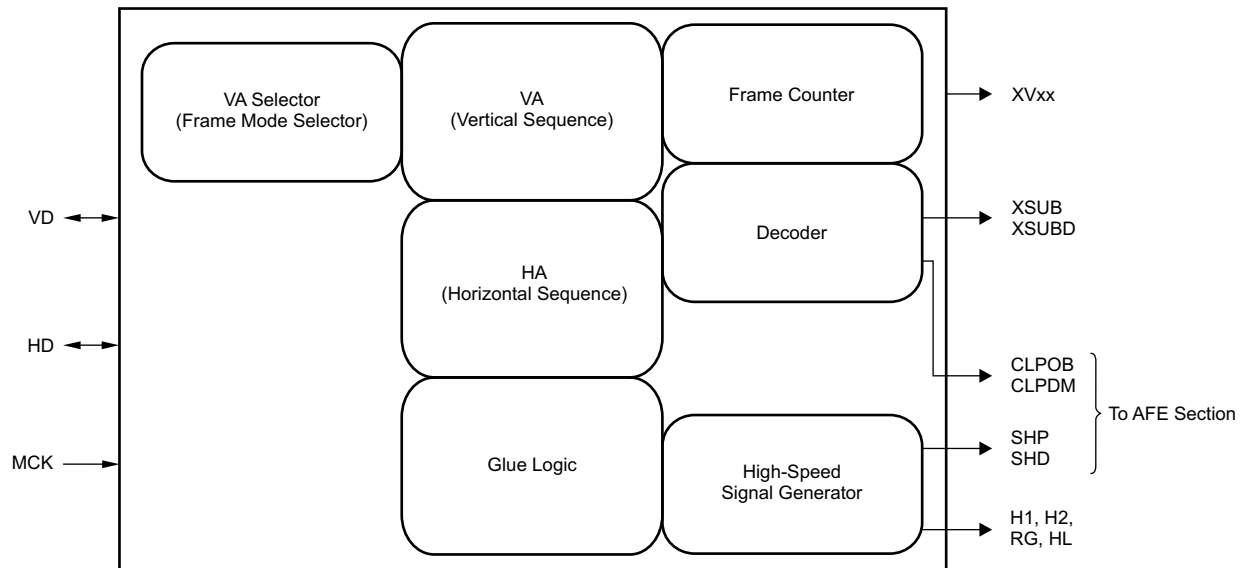 VA Selector
(Frame Mode Selector)
VA
(Vertical Sequence)
Frame Counter
XVxx
VD
HA
(Horizontal Sequence)
Decoder
XSUB
XSUBD
HD
CLPOB
CLPDM
To AFE Section
MCK
Glue Logic
High-Speed
Signal Generator
SHP
SHD
H1, H2,
RG, HL